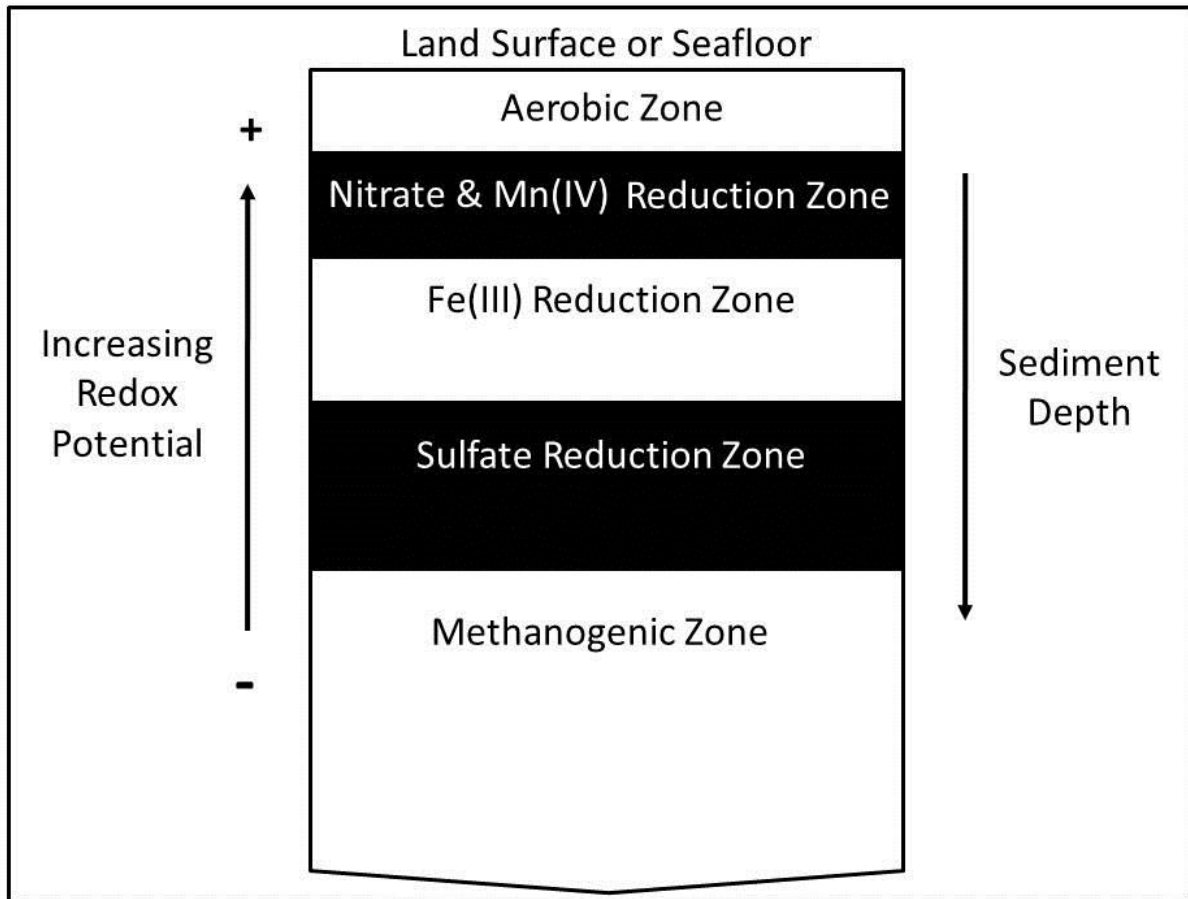 Land Surface or Seafloor
Aerobic Zone
+
Nitrate & Mn(IV) Reduction Zone
Fe(III) Reduction Zone
Increasing
Redox
Potential
Sediment
Depth
Sulfate Reduction Zone
Methanogenic Zone
-